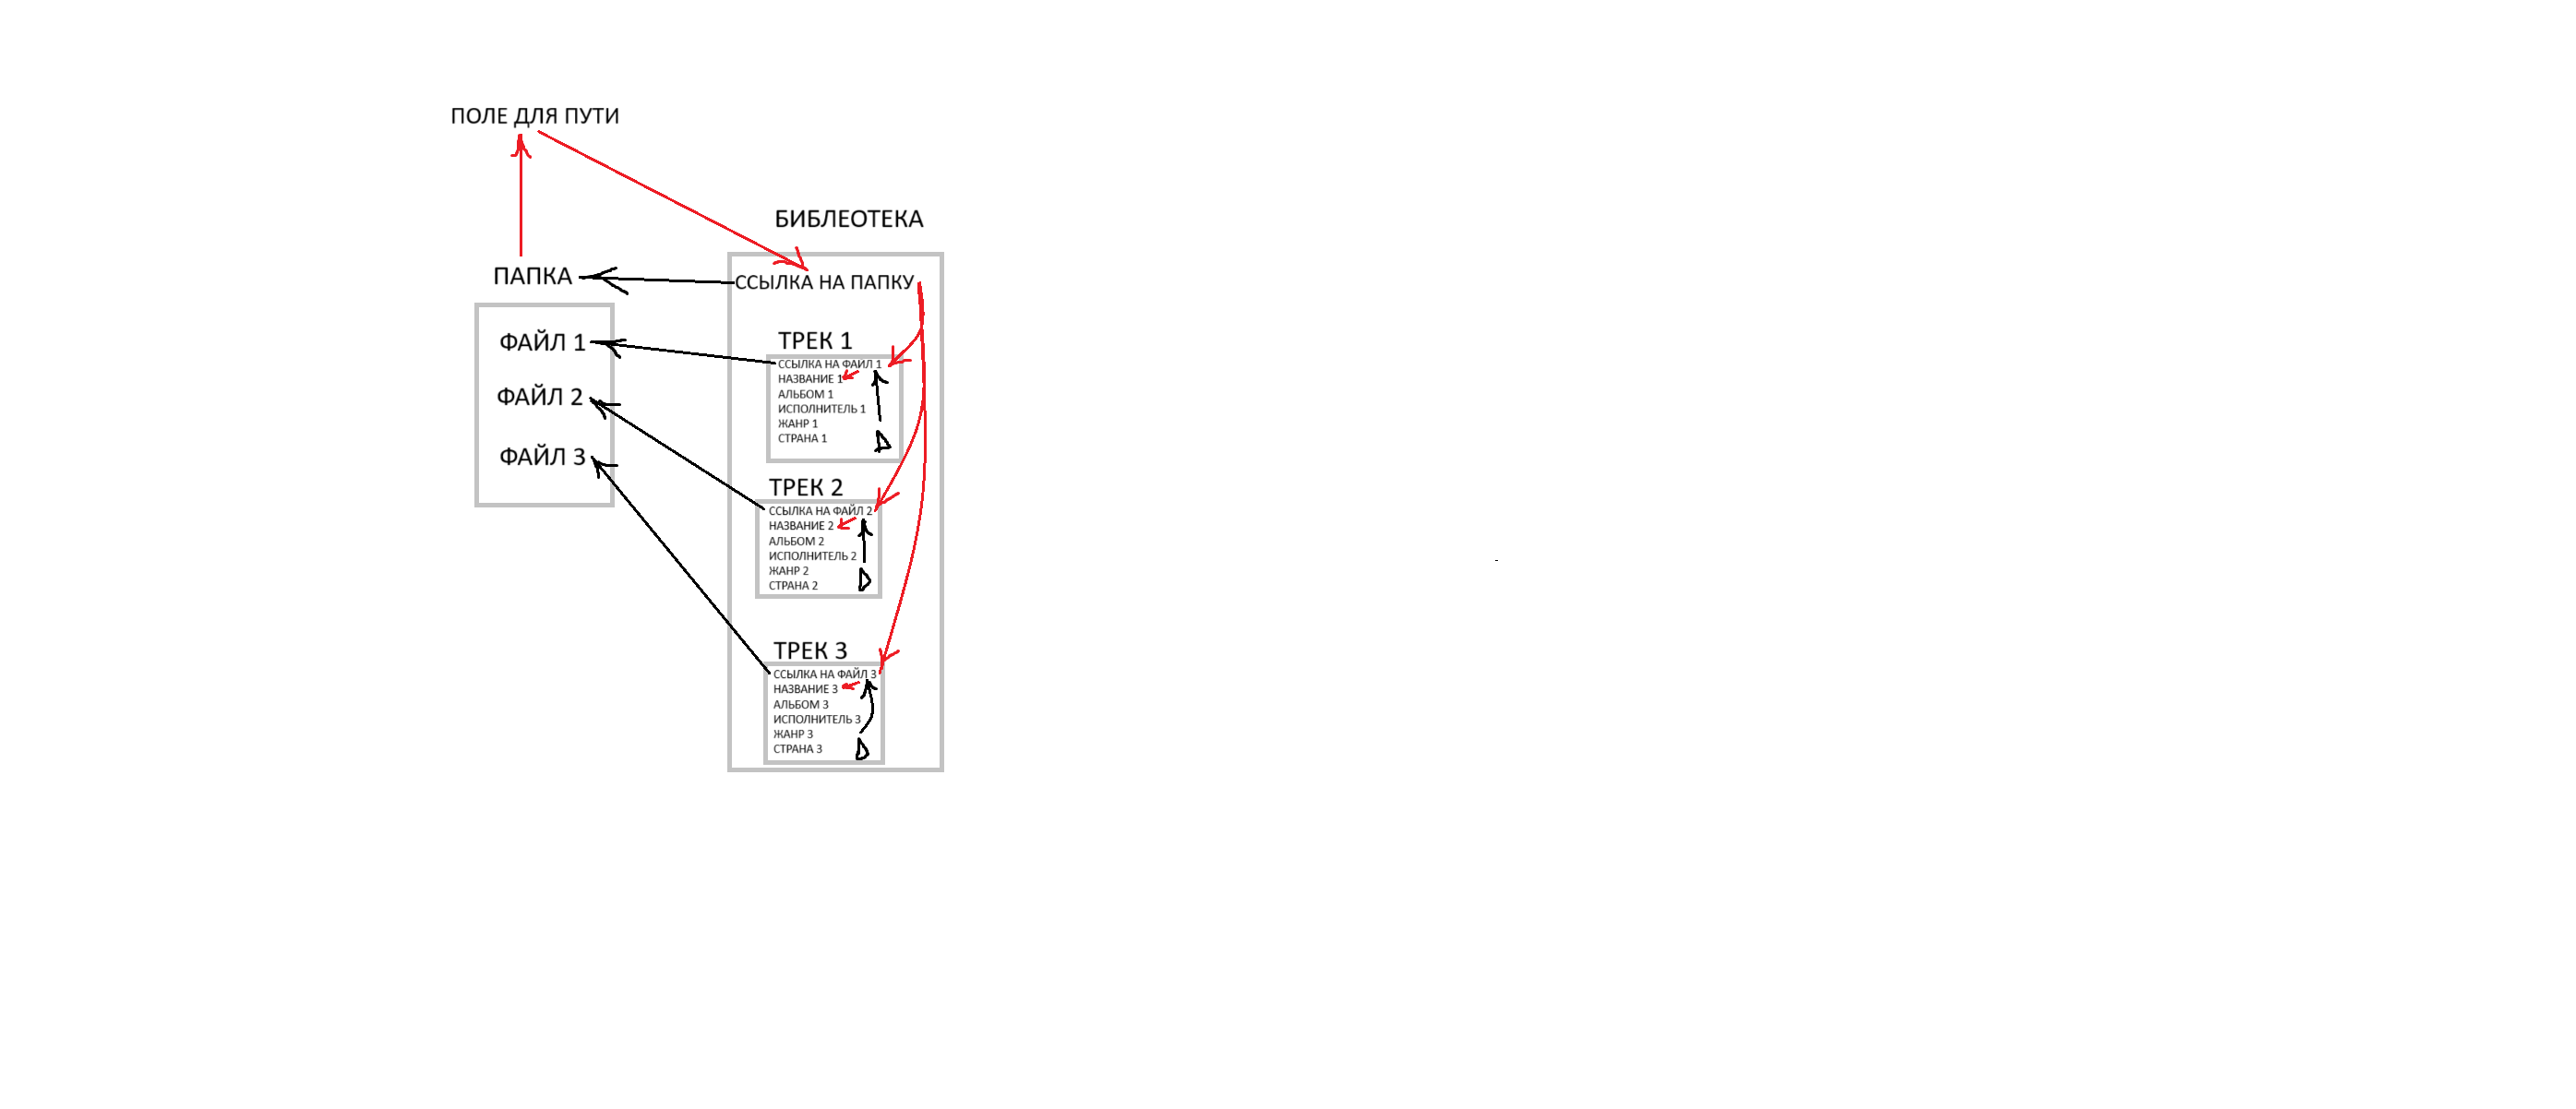 ПОЛЕ ДЛЯ ПУТИ
БИБЛЕОТЕКА
ПАПКА
ССЫЛКА НА ПАПКУ
ФАЙЛ 1
ФАЙЛ 2
ФАЙЛ 3
ТРЕК 1
ССЫЛКА НА ФАЙЛ 1
НАЗВАНИЕ 1
АЛЬБОМ 1
ИСПОЛНИТЕЛЬ 1
ЖАНР 1
СТРАНА 1
ТРЕК 2
ССЫЛКА НА ФАЙЛ 2
НАЗВАНИЕ 2
АЛЬБОМ 2
ИСПОЛНИТЕЛЬ 2
ЖАНР 2
СТРАНА 2
ТРЕК 3
ССЫЛКА НА ФАЙЛ 3
НАЗВАНИЕ 3
АЛЬБОМ 3
ИСПОЛНИТЕЛЬ 3
ЖАНР 3
СТРАНА 3